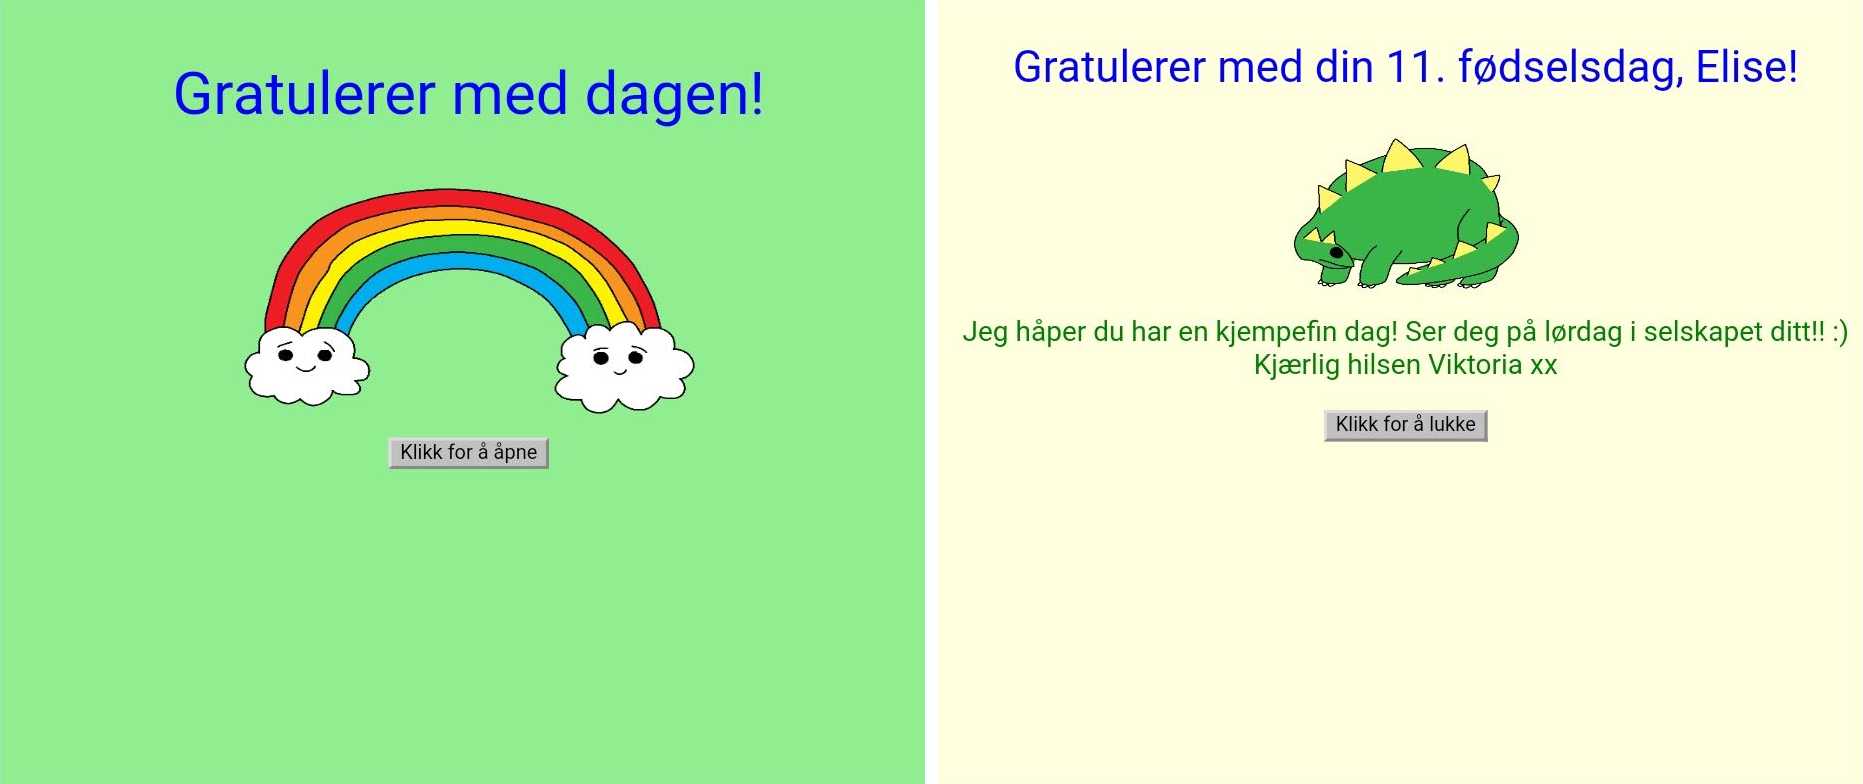 Gratulerer med dagen!
Klikk for å åpne
Gratulerer med din 11. fødselsdag, Elise!
Jeg håper du har en kjempefin dag! Ser deg på lørdag i selskapet ditt!! :)
Kjærlig hilsen Viktoria xx
Klikk for å lukke